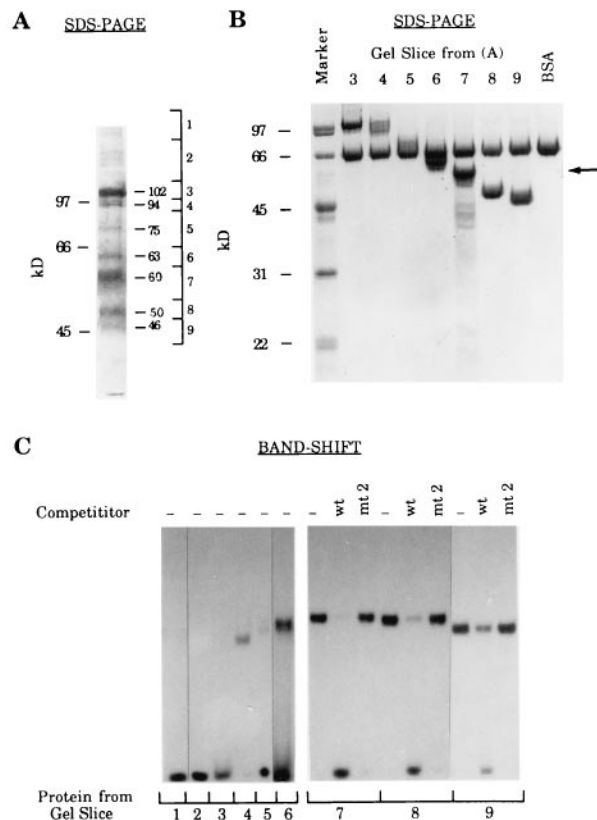 A
SDS-PAGE
kD
97 –
66 –
45 –
– 102
– 94
– 75
– 63
– 60
– 50
– 46
1
2
3
4
5
6
7
8
9
B
SDS-PAGE
Gel Slice from (A)
Marker 3 4 5 6 7 8 9 BSA
kD
97 –
66 –
45 –
31 –
22 –
C
BAND-SHIFT
Competititor – – – – – – – wt mt 2 – wt mt 2 – wt mt 2
Protein from
Gel Slice 1 2 3 4 5 6 7 8 9